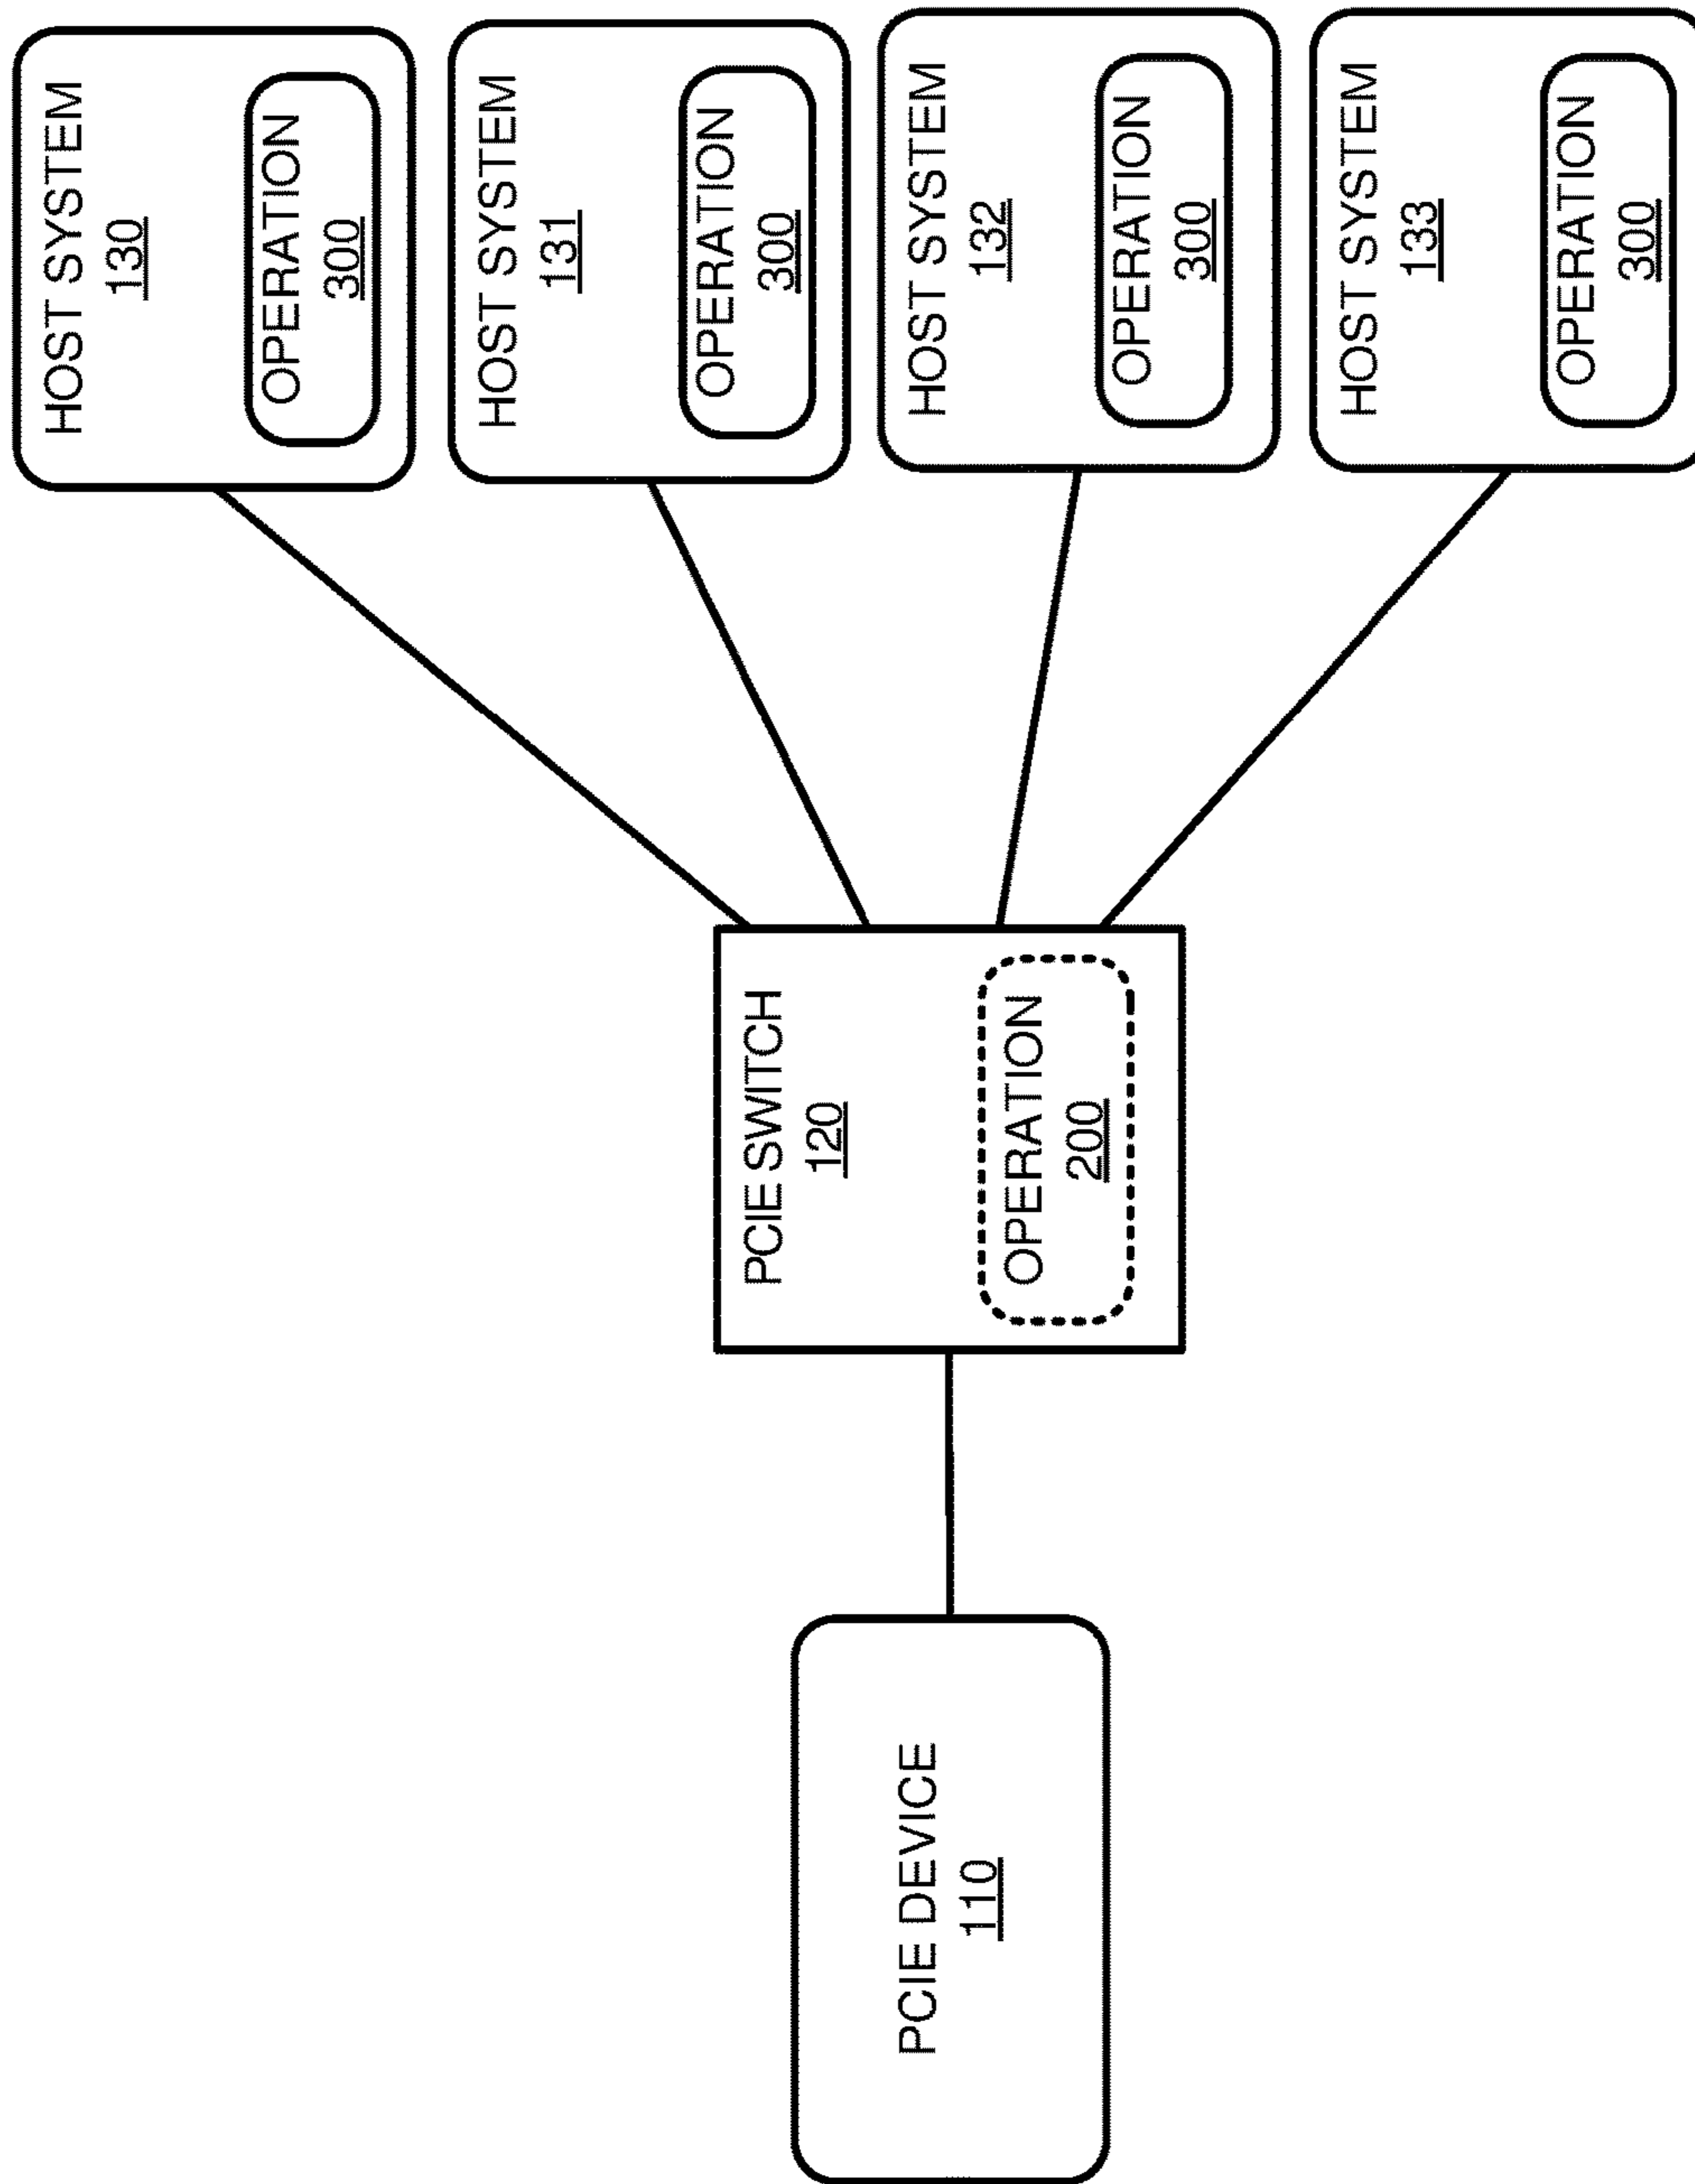 PCIE DEVICE
110
PCIE SWITCH
120
OPERATION
200
HOST SYSTEM
130
OPERATION
300
HOST SYSTEM
131
OPERATION
300
HOST SYSTEM
132
OPERATION
300
HOST SYSTEM
133
OPERATION
300